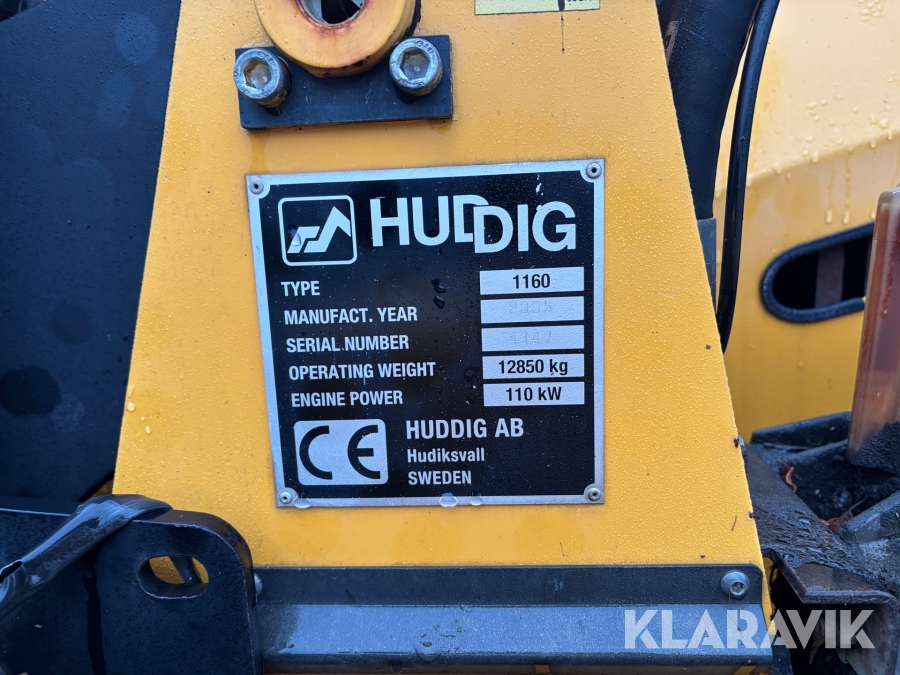 HUDDIG
TYPE 1160
MANUFACT. YEAR 2005
SERIAL NUMBER
OPERATING WEIGHT 12850 kg
ENGINE POWER 110 kW
CE
HUDDIG AB
Hudiksvall
SWEDEN
KLARAVIK